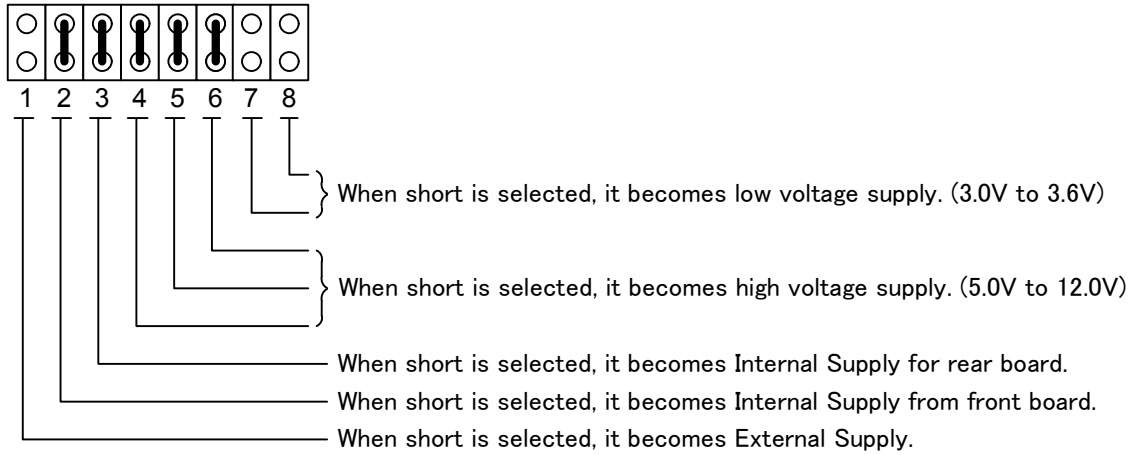 1 2 3 4 5 6 7 8
When short is selected, it becomes low voltage supply. (3.0V to 3.6V)
When short is selected, it becomes high voltage supply. (5.0V to 12.0V)
When short is selected, it becomes Internal Supply for rear board.
When short is selected, it becomes Internal Supply from front board.
When short is selected, it becomes External Supply.